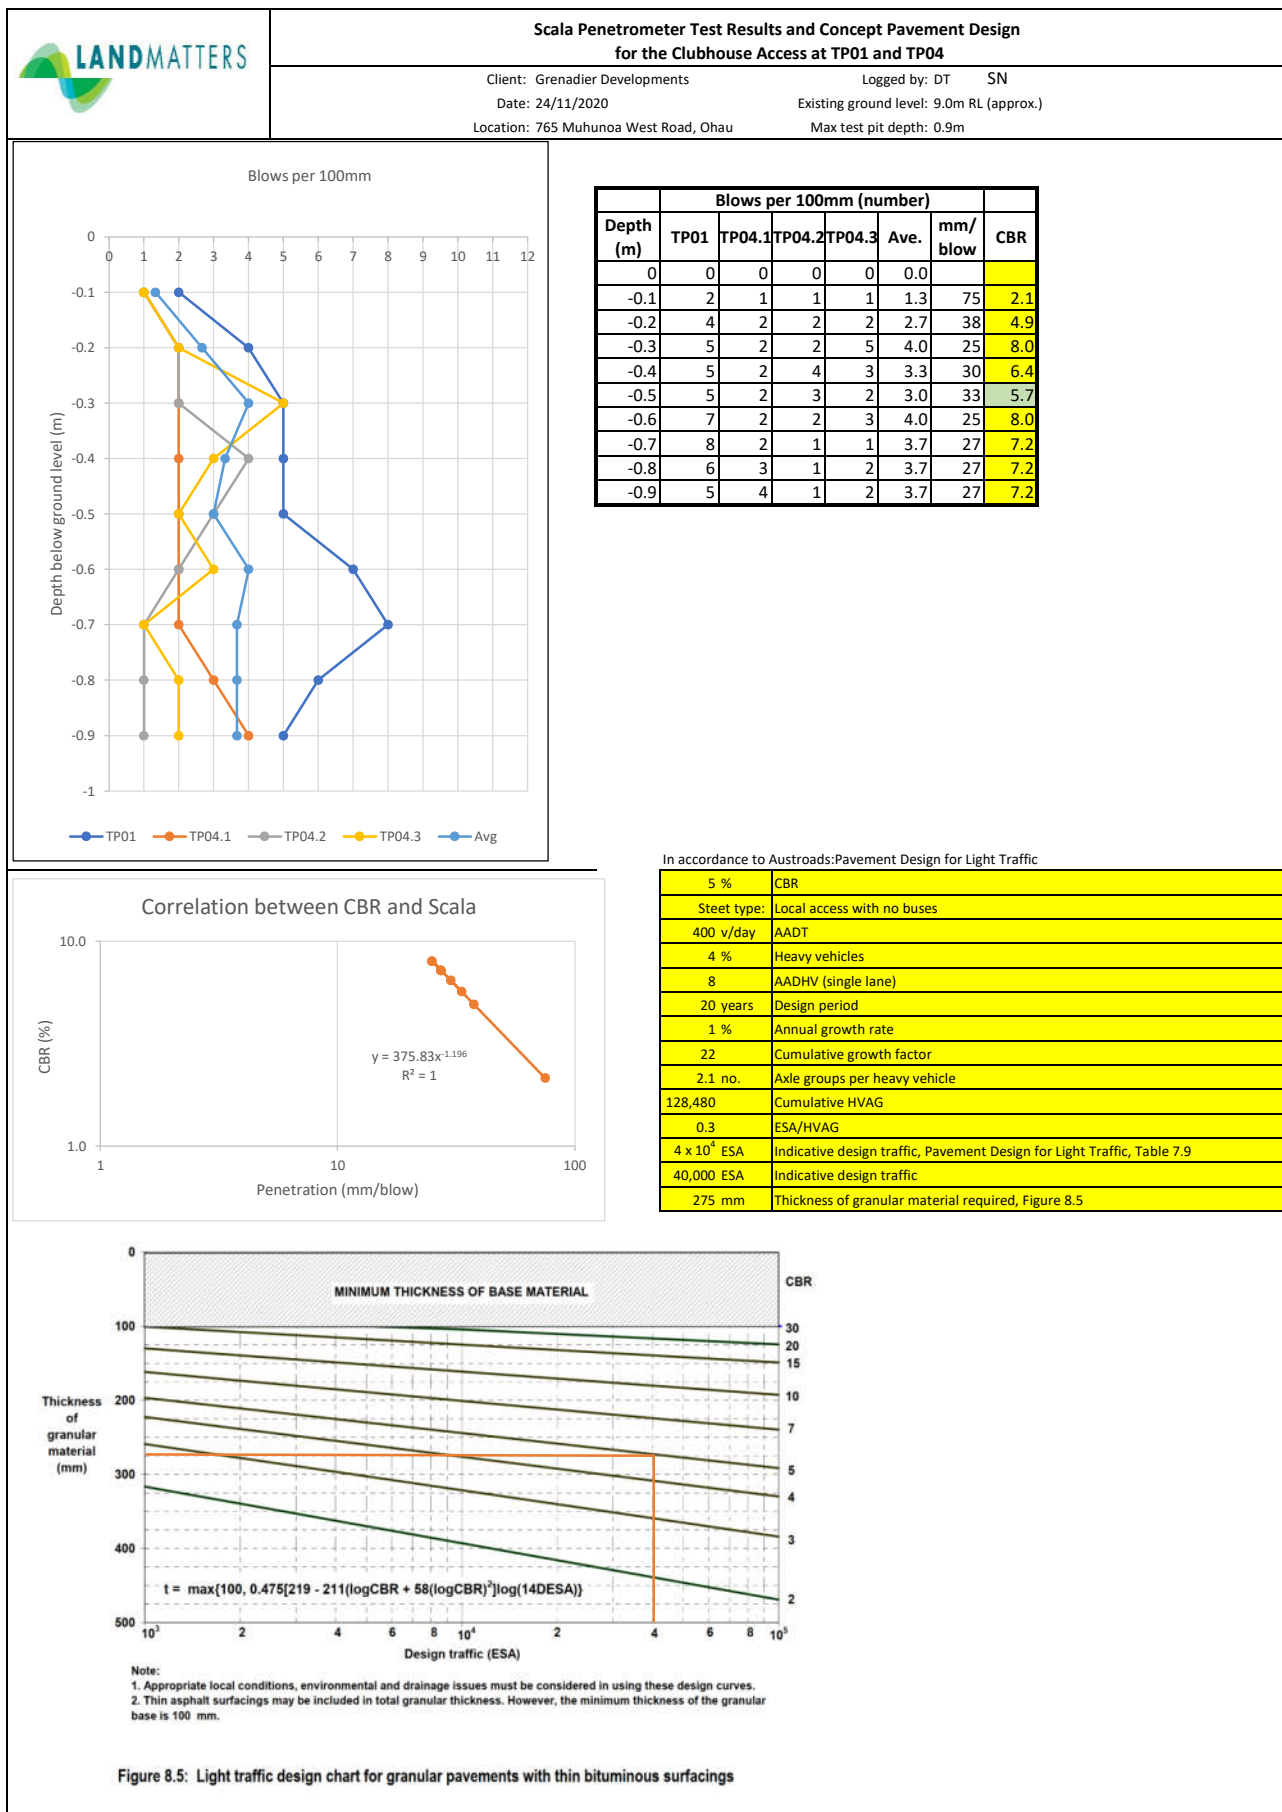 LANDMATTERS
Scala Penetrometer Test Results and Concept Pavement Design
for the Clubhouse Access at TP01 and TP04
Client: Grenadier Developments Logged by: DT SN
Date: 24/11/2020 Existing ground level: 9.0m RL (approx.)
Location: 765 Muhunoa West Road, Ohau Max test pit depth: 0.9m
Blows per 100mm
0
0 1 2 3 4 5 6 7 8 9 10 11 12
-0.1
-0.2
-0.3
-0.4
-0.5
-0.6
-0.7
-0.8
-0.9
-1
Depth below ground level (m)
TP01 TP04.1 TP04.2 TP04.3 Avg
Blows per 100mm (number)
Depth (m) TP01 TP04.1 TP04.2 TP04.3 Ave. mm/ blow CBR
0 0 0 0 0 0.0
-0.1 2 1 1 1 1.3 75 2.1
-0.2 4 2 2 2 2.7 38 4.9
-0.3 5 2 2 5 4.0 25 8.0
-0.4 5 2 4 3 3.3 30 6.4
-0.5 5 2 3 2 3.0 33 5.7
-0.6 7 2 2 3 4.0 25 8.0
-0.7 8 2 1 1 3.7 27 7.2
-0.8 6 3 1 2 3.7 27 7.2
-0.9 5 4 1 2 3.7 27 7.2
Correlation between CBR and Scala
10.0
1.0
CBR (%)
y = 375.83x^-1.196
R² = 1
1 10 100
Penetration (mm/blow)
In accordance to Austroads:Pavement Design for Light Traffic
5 % CBR
Steet type: Local access with no buses
400 v/day AADT
4 % Heavy vehicles
8 AADHV (single lane)
20 years Design period
1 % Annual growth rate
22 Cumulative growth factor
2.1 no. Axle groups per heavy vehicle
128,480 Cumulative HVAG
0.3 ESA/HVAG
4 x 10⁴ ESA Indicative design traffic, Pavement Design for Light Traffic, Table 7.9
40,000 ESA Indicative design traffic
275 mm Thickness of granular material required, Figure 8.5
0
MINIMUM THICKNESS OF BASE MATERIAL
CBR
100
30
20
15
10
Thickness of granular material (mm)
200
7
300
5
4
3
400
t = max{100, 0.475[219 - 211(logCBR + 58(logCBR)²]log(14DESA)}
2
500
10³ 2 4 6 8 10⁴ 2 4 6 8 10⁵
Design traffic (ESA)
Note:
1. Appropriate local conditions, environmental and drainage issues must be considered in using these design curves.
2. Thin asphalt surfacings may be included in total granular thickness. However, the minimum thickness of the granular
base is 100 mm.
Figure 8.5: Light traffic design chart for granular pavements with thin bituminous surfacings